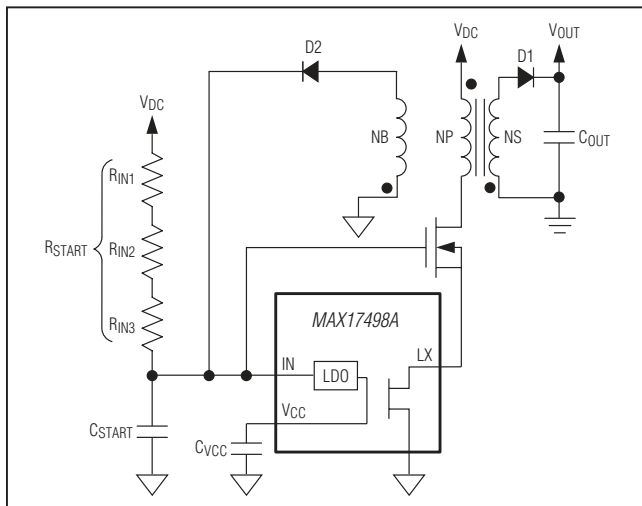 D2
VDC
D1
VOUT
VDC
NB
NP
NS
COUT
RIN1
RSTART
RIN2
RIN3
MAX17498A
IN
LX
LDO
VCC
CSTART
CVCC